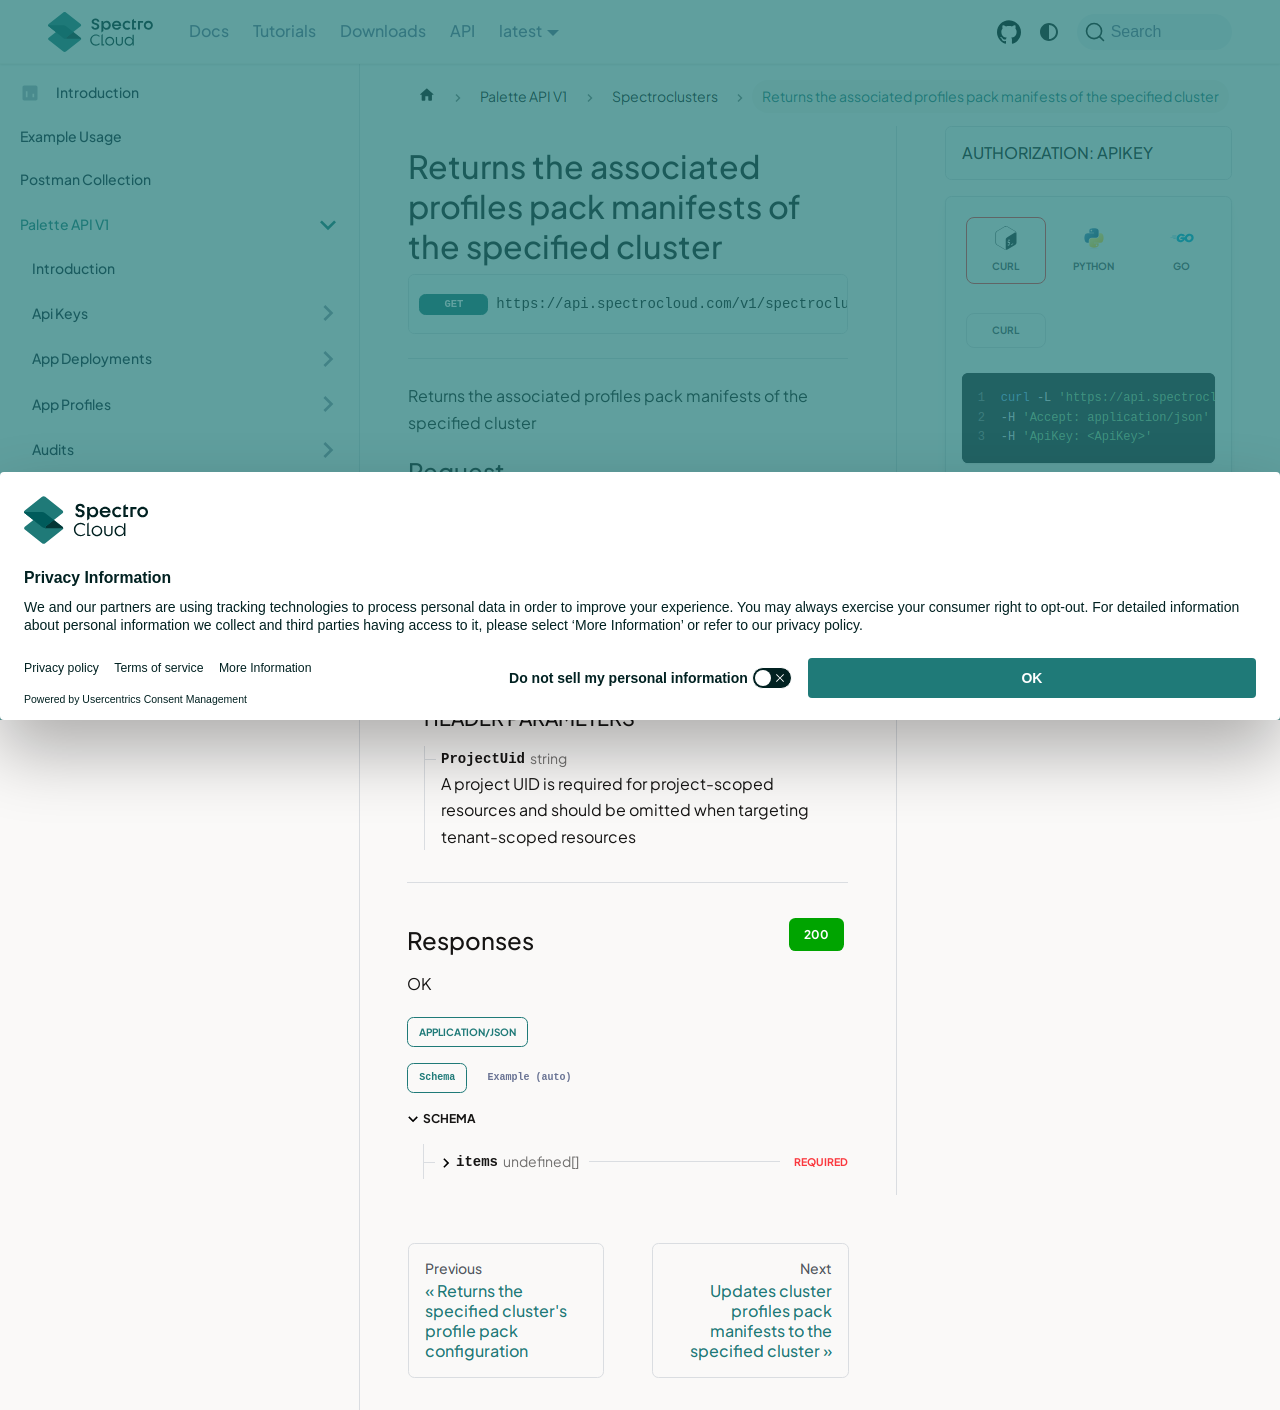 Spectro Cloud
Docs
Tutorials
Downloads
API
latest
Search
Introduction
Example Usage
Postman Collection
Palette API V1
Introduction
Api Keys
App Deployments
App Profiles
Audits
Palette API V1
Spectroclusters
Returns the associated profiles pack manifests of the specified cluster
Returns the associated
profiles pack manifests of
the specified cluster
GET https://api.spectrocloud.com/v1/spectroclu
Returns the associated profiles pack manifests of the
specified cluster
Request
AUTHORIZATION: APIKEY
CURL
PYTHON
GO
CURL
1 curl -L 'https://api.spectrocl
2 -H 'Accept: application/json'
3 -H 'ApiKey: <ApiKey>'
Spectro
Cloud
Privacy Information
We and our partners are using tracking technologies to process personal data in order to improve your experience. You may always exercise your consumer right to opt-out. For detailed information
about personal information we collect and third parties having access to it, please select ‘More Information’ or refer to our privacy policy.
Privacy policy
Terms of service
More Information
Do not sell my personal information
OK
Powered by Usercentrics Consent Management
HEADER PARAMETERS
ProjectUid string
A project UID is required for project-scoped
resources and should be omitted when targeting
tenant-scoped resources
Responses
200
OK
APPLICATION/JSON
Schema
Example (auto)
SCHEMA
items undefined[]
REQUIRED
Previous
« Returns the
specified cluster's
profile pack
configuration
Next
Updates cluster
profiles pack
manifests to the
specified cluster »